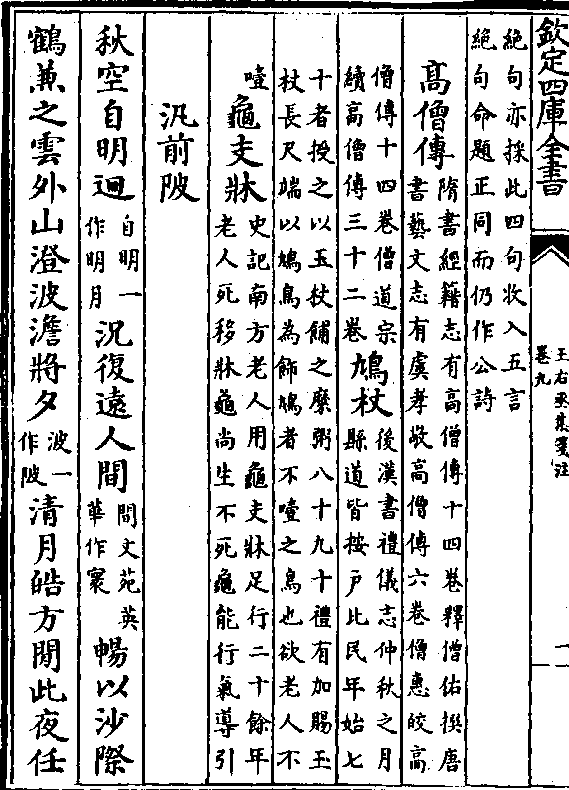 欽定四庫全書
王右丞集箋注
卷九
絶句亦採此四句收入五言
絶句命題正同而仍作公詩
高僧傳
隋書經籍志有高僧傳十四卷釋僧佑撰唐
書藝文志有虞孝敬高僧傳六卷僧惠皎高
僧傳十四卷僧道宗
續高僧傳三十二卷
鳩杖
後漢書禮儀志仲秋之月
縣道皆按戶比民年始七
十者授之以玉杖餔之糜粥八十九十禮有加賜玉
杖長尺端以鳩鳥為飾鳩者不噎之鳥也欲老人不
噎
龜支牀
史記南方老人用龜支牀足行二十餘年
老人死移牀龜尚生不死龜能行氣導引
汎前陂
秋空自明迥
自明一
作明月
況復遠人間
間文苑英
華作寰
暢以沙際
鶴兼之雲外山澄波澹將夕
波一
作陂
清月皓方閒此夜任